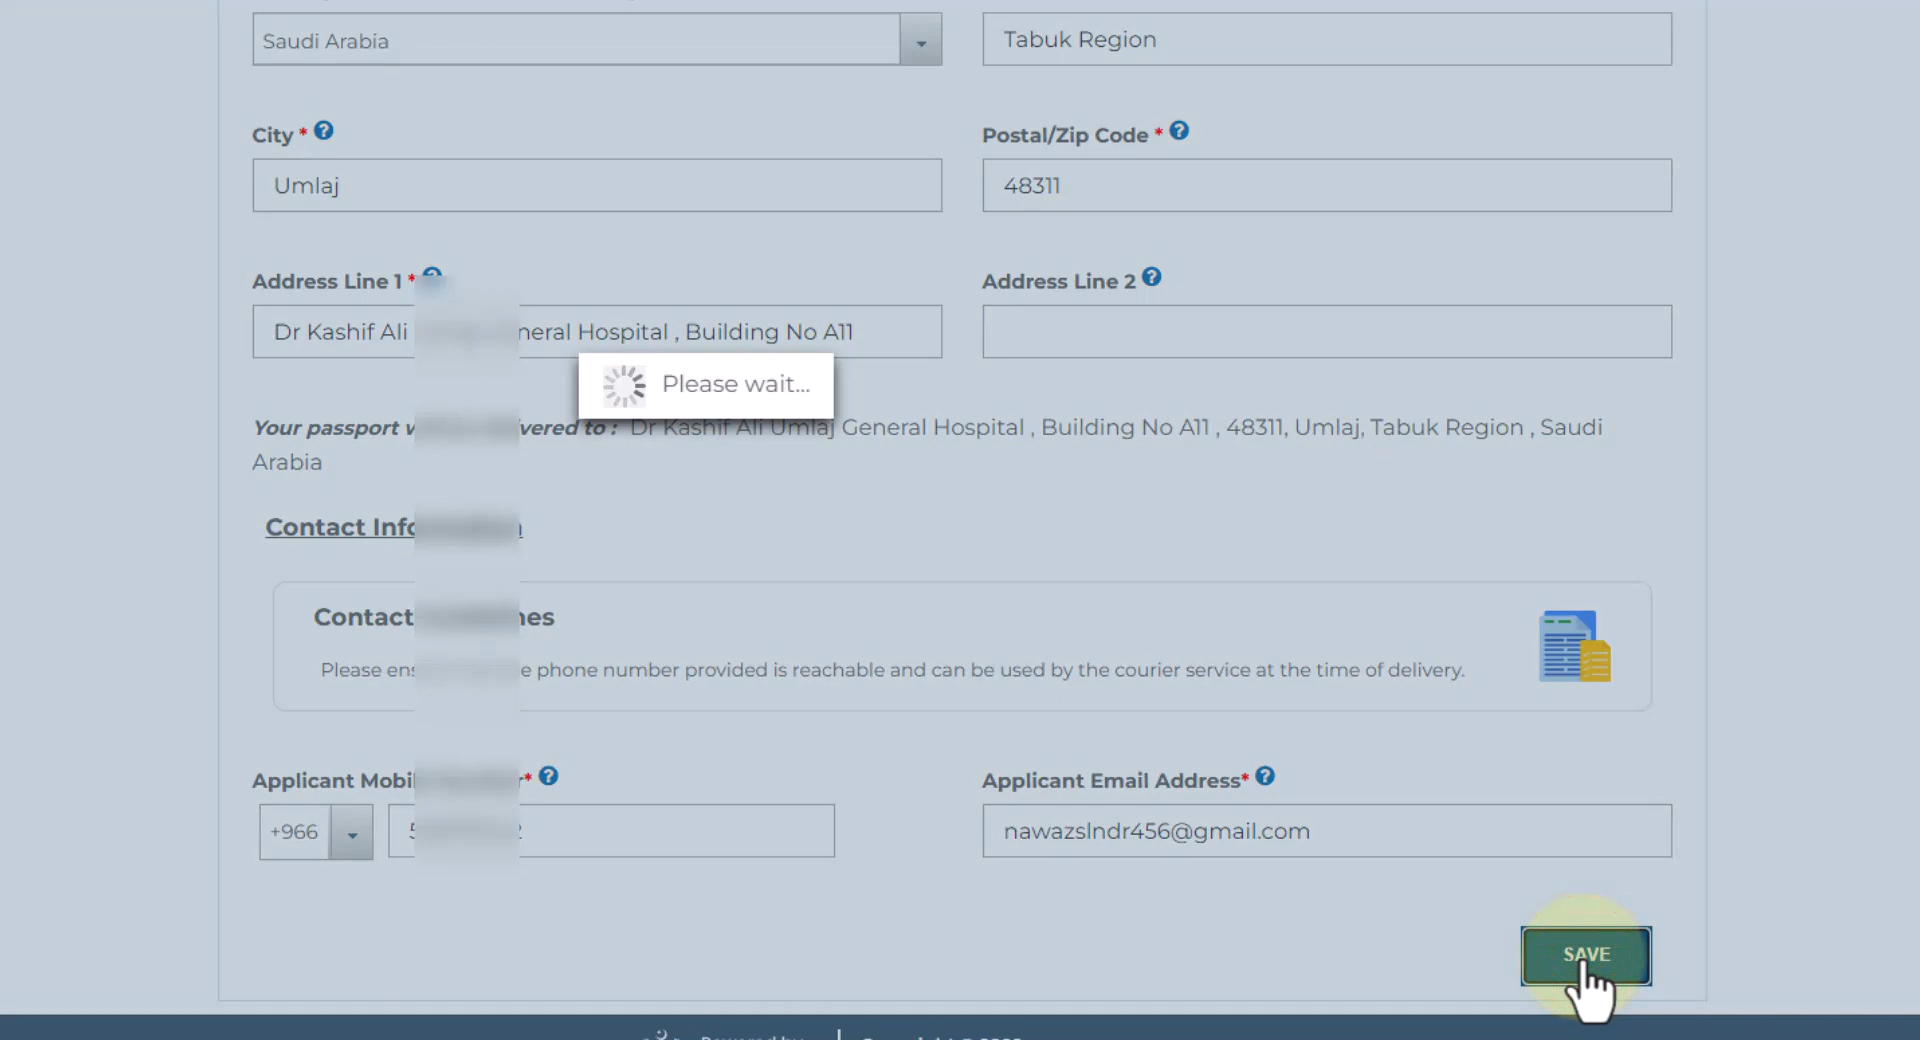 Saudi Arabia
Tabuk Region
City *
Postal/Zip Code *
Umlaj
48311
Address Line 1 *
Address Line 2
Dr Kashif Ali neral Hospital , Building No A11
Please wait...
Your passport vered to : Dr Kashif Ali Umlaj General Hospital , Building No A11 , 48311, Umlaj, Tabuk Region , Saudi
Arabia
Contact Info
Contact nes
Please ens e phone number provided is reachable and can be used by the courier service at the time of delivery.
Applicant Mobil r*
Applicant Email Address*
+966
5 2
nawazslndr456@gmail.com
SAVE